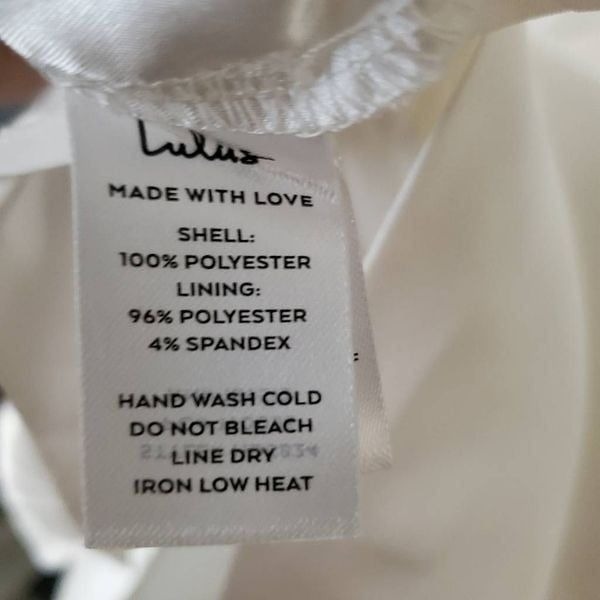 Lulus
MADE WITH LOVE
SHELL:
100% POLYESTER
LINING:
96% POLYESTER
4% SPANDEX
HAND WASH COLD
DO NOT BLEACH
LINE DRY
IRON LOW HEAT